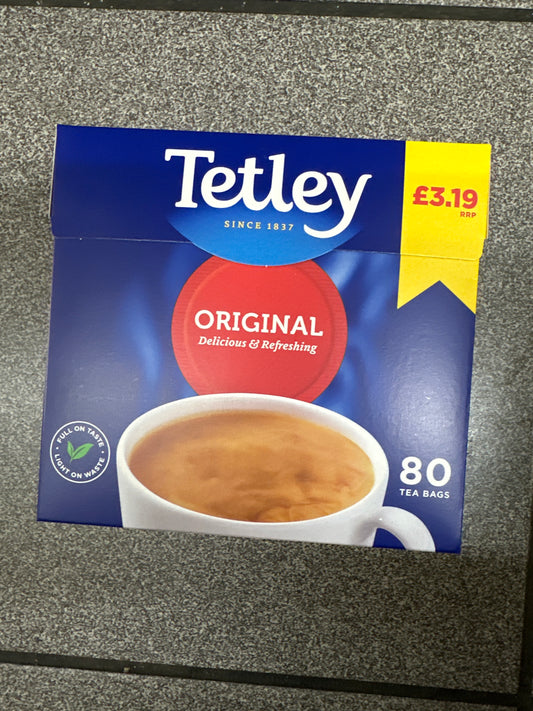 Tetley
SINCE 1837
£3.19
RRP
ORIGINAL
Delicious & Refreshing
FULL ON TASTE
LIGHT ON WASTE
80
TEA BAGS